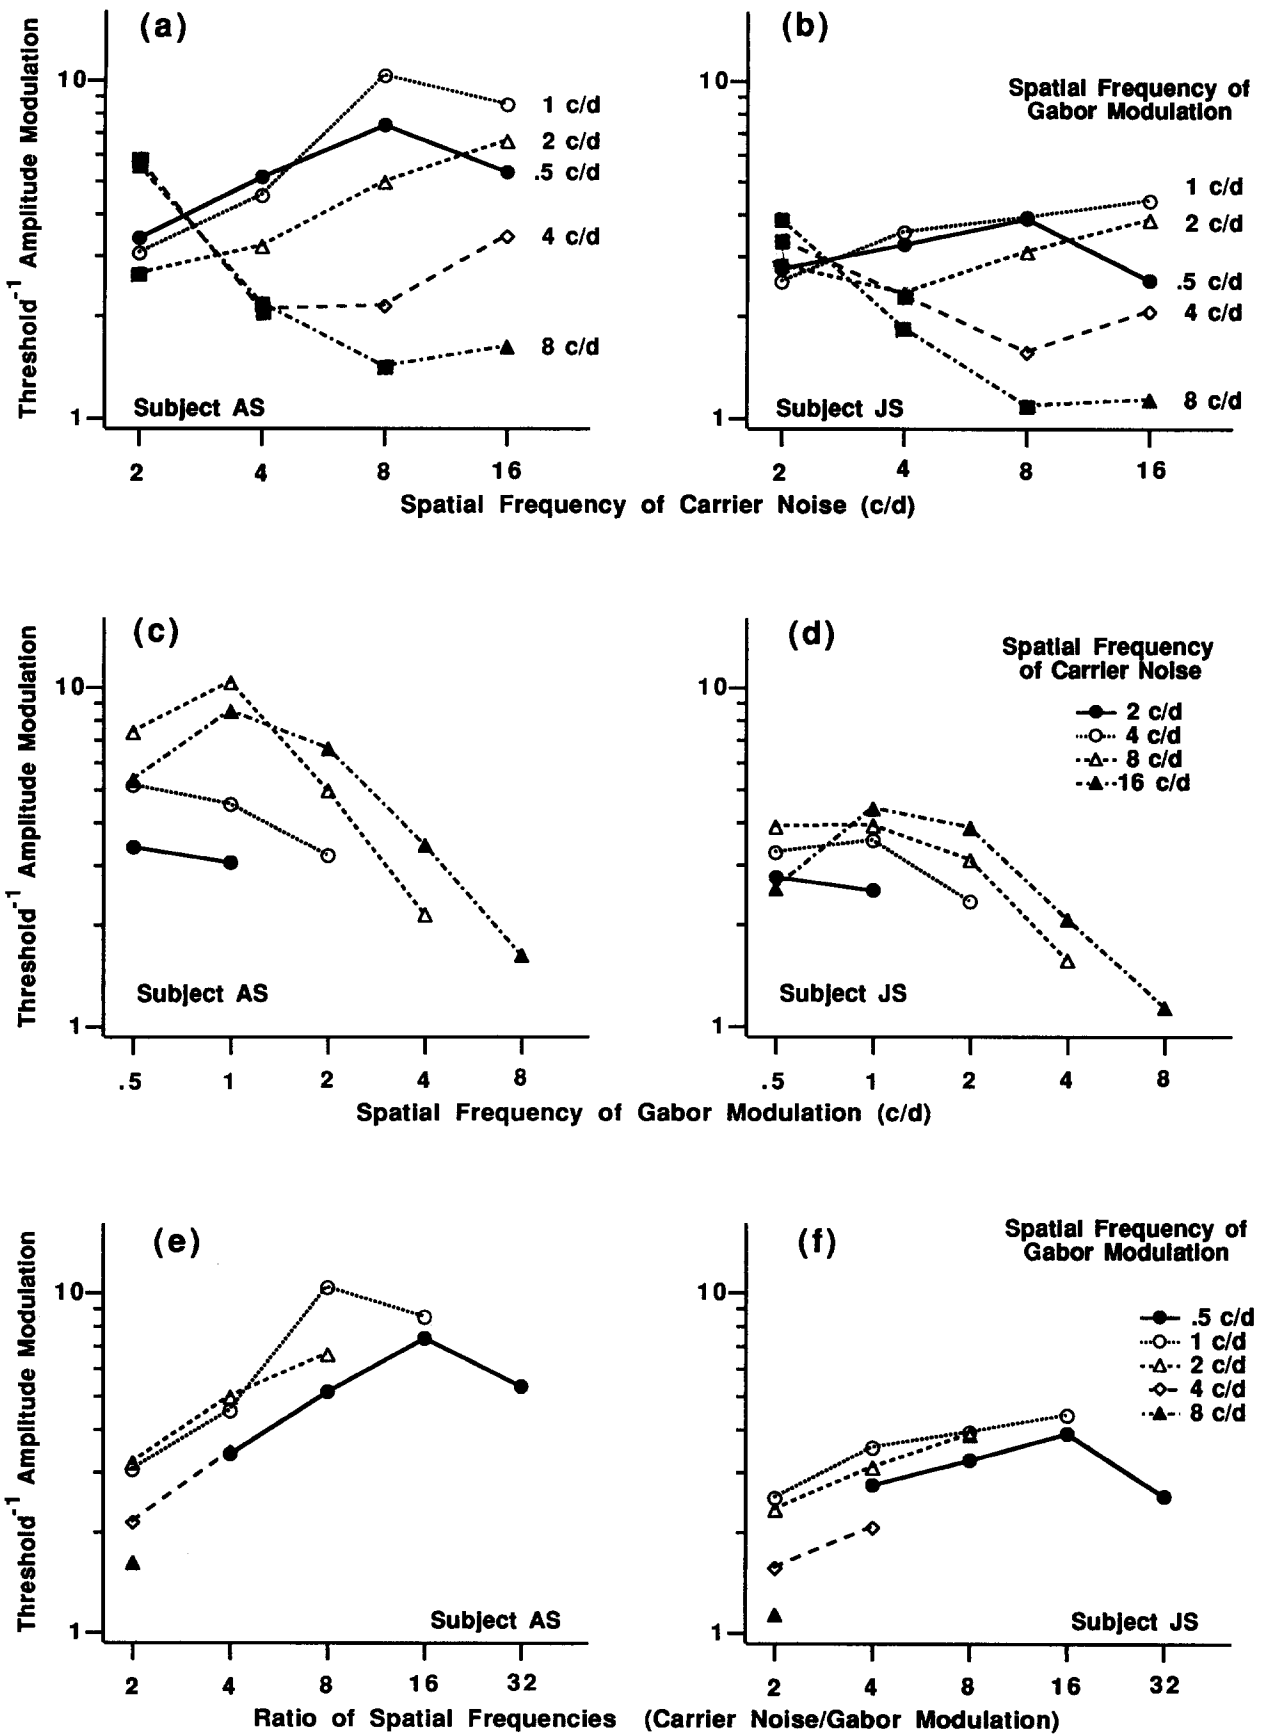 (a)
Threshold-1 Amplitude Modulation
10
1
1 c/d
2 c/d
.5 c/d
4 c/d
8 c/d
Subject AS
2 4 8 16
(b)
10
1
Spatial Frequency of
Gabor Modulation
1 c/d
2 c/d
.5 c/d
4 c/d
8 c/d
Subject JS
2 4 8 16
Spatial Frequency of Carrier Noise (c/d)
(c)
Threshold-1 Amplitude Modulation
10
1
Subject AS
.5 1 2 4 8
(d)
10
1
Spatial Frequency
of Carrier Noise
2 c/d
4 c/d
8 c/d
16 c/d
Subject JS
.5 1 2 4 8
Spatial Frequency of Gabor Modulation (c/d)
(e)
Threshold-1 Amplitude Modulation
10
1
Subject AS
2 4 8 16 32
(f)
10
1
Spatial Frequency of
Gabor Modulation
.5 c/d
1 c/d
2 c/d
4 c/d
8 c/d
Subject JS
2 4 8 16 32
Ratio of Spatial Frequencies (Carrier Noise/Gabor Modulation)